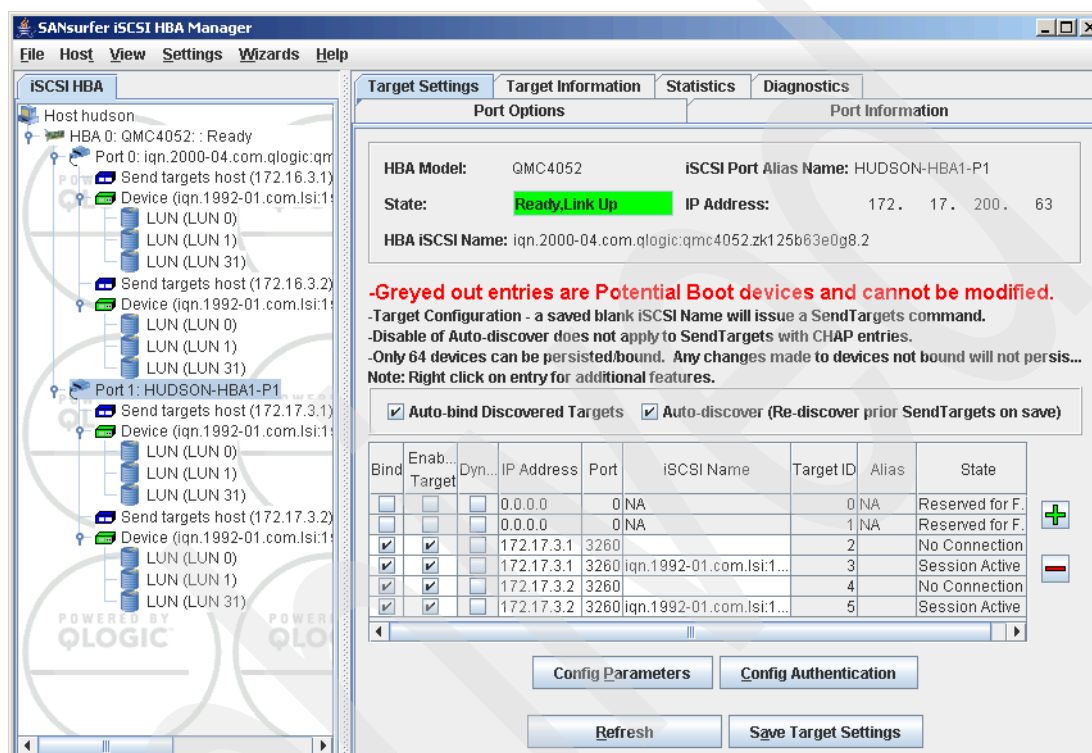 SANsurfer iSCSI HBA Manager
File Host View Settings Wizards Help
iSCSI HBA
Host hudson
HBA 0: QMC4052: : Ready
Port 0: iqn.2000-04.com.qlogic:qm
Send targets host (172.16.3.1)
Device (iqn.1992-01.com.lsi:1
LUN (LUN 0)
LUN (LUN 1)
LUN (LUN 31)
Send targets host (172.16.3.2)
Device (iqn.1992-01.com.lsi:1
LUN (LUN 0)
LUN (LUN 1)
LUN (LUN 31)
Port 1: HUDSON-HBA1-P1
Send targets host (172.17.3.1)
Device (iqn.1992-01.com.lsi:1
LUN (LUN 0)
LUN (LUN 1)
LUN (LUN 31)
Send targets host (172.17.3.2)
Device (iqn.1992-01.com.lsi:1
LUN (LUN 0)
LUN (LUN 1)
LUN (LUN 31)
POWERED BY
QLOGIC
Target Settings Target Information Statistics Diagnostics
Port Options Port Information
HBA Model: QMC4052 iSCSI Port Alias Name: HUDSON-HBA1-P1
State: Ready,Link Up IP Address: 172. 17. 200. 63
HBA iSCSI Name: iqn.2000-04.com.qlogic:qmc4052.zk125b63e0g8.2
-Greyed out entries are Potential Boot devices and cannot be modified.
-Target Configuration - a saved blank iSCSI Name will issue a SendTargets command.
-Disable of Auto-discover does not apply to SendTargets with CHAP entries.
-Only 64 devices can be persisted/bound. Any changes made to devices not bound will not persis...
Note: Right click on entry for additional features.
Auto-bind Discovered Targets Auto-discover (Re-discover prior SendTargets on save)
Bind Enab... Target Dyn... IP Address Port iSCSI Name Target ID Alias State
0.0.0.0 0 NA 0 NA Reserved for F.
0.0.0.0 0 NA 1 NA Reserved for F.
172.17.3.1 3260 2 No Connection
172.17.3.1 3260 iqn.1992-01.com.lsi:1... 3 Session Active
172.17.3.2 3260 4 No Connection
172.17.3.2 3260 iqn.1992-01.com.lsi:1... 5 Session Active
Config Parameters Config Authentication
Refresh Save Target Settings